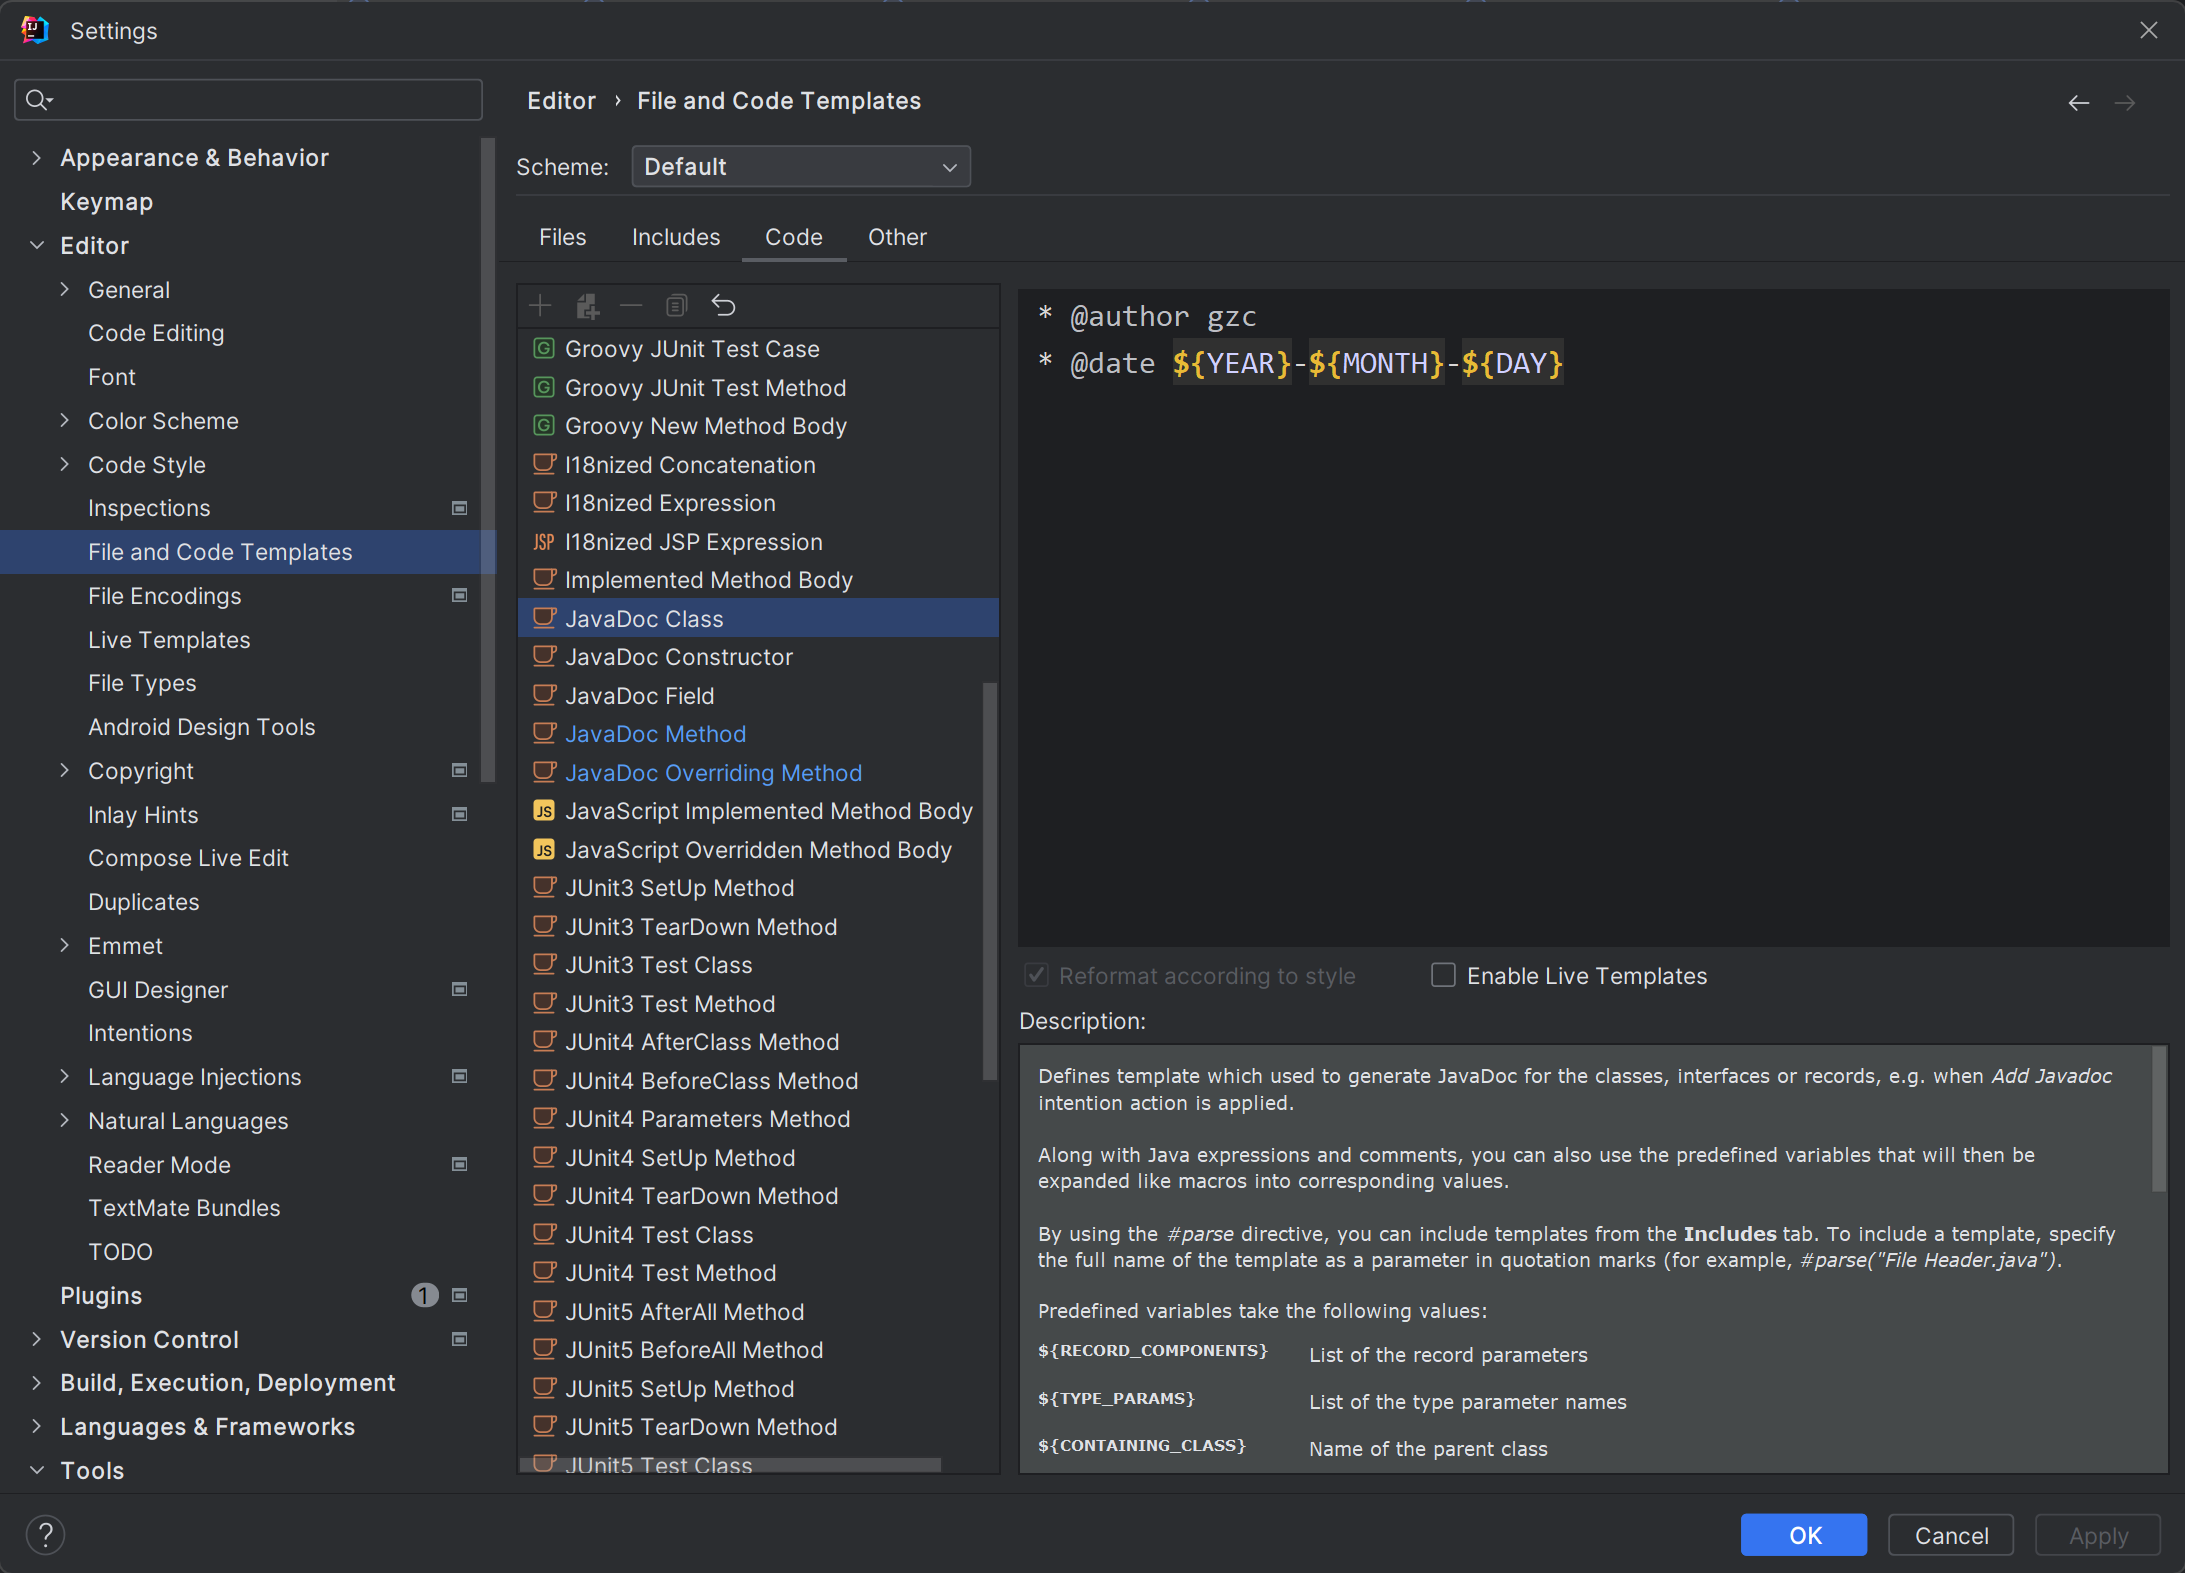 Settings
Editor › File and Code Templates
Scheme: Default
Files Includes Code Other
Appearance & Behavior
Keymap
Editor
General
Code Editing
Font
Color Scheme
Code Style
Inspections
File and Code Templates
File Encodings
Live Templates
File Types
Android Design Tools
Copyright
Inlay Hints
Compose Live Edit
Duplicates
Emmet
GUI Designer
Intentions
Language Injections
Natural Languages
Reader Mode
TextMate Bundles
TODO
Plugins 1
Version Control
Build, Execution, Deployment
Languages & Frameworks
Tools
Groovy JUnit Test Case
Groovy JUnit Test Method
Groovy New Method Body
I18nized Concatenation
I18nized Expression
JSP I18nized JSP Expression
Implemented Method Body
JavaDoc Class
JavaDoc Constructor
JavaDoc Field
JavaDoc Method
JavaDoc Overriding Method
JS JavaScript Implemented Method Body
JS JavaScript Overridden Method Body
JUnit3 SetUp Method
JUnit3 TearDown Method
JUnit3 Test Class
JUnit3 Test Method
JUnit4 AfterClass Method
JUnit4 BeforeClass Method
JUnit4 Parameters Method
JUnit4 SetUp Method
JUnit4 TearDown Method
JUnit4 Test Class
JUnit4 Test Method
JUnit5 AfterAll Method
JUnit5 BeforeAll Method
JUnit5 SetUp Method
JUnit5 TearDown Method
JUnit5 Test Class
* @author gzc
* @date ${YEAR}-${MONTH}-${DAY}
Reformat according to style Enable Live Templates
Description:
Defines template which used to generate JavaDoc for the classes, interfaces or records, e.g. when Add Javadoc
intention action is applied.
Along with Java expressions and comments, you can also use the predefined variables that will then be
expanded like macros into corresponding values.
By using the #parse directive, you can include templates from the Includes tab. To include a template, specify
the full name of the template as a parameter in quotation marks (for example, #parse("File Header.java").
Predefined variables take the following values:
${RECORD_COMPONENTS} List of the record parameters
${TYPE_PARAMS} List of the type parameter names
${CONTAINING_CLASS} Name of the parent class
? OK Cancel Apply